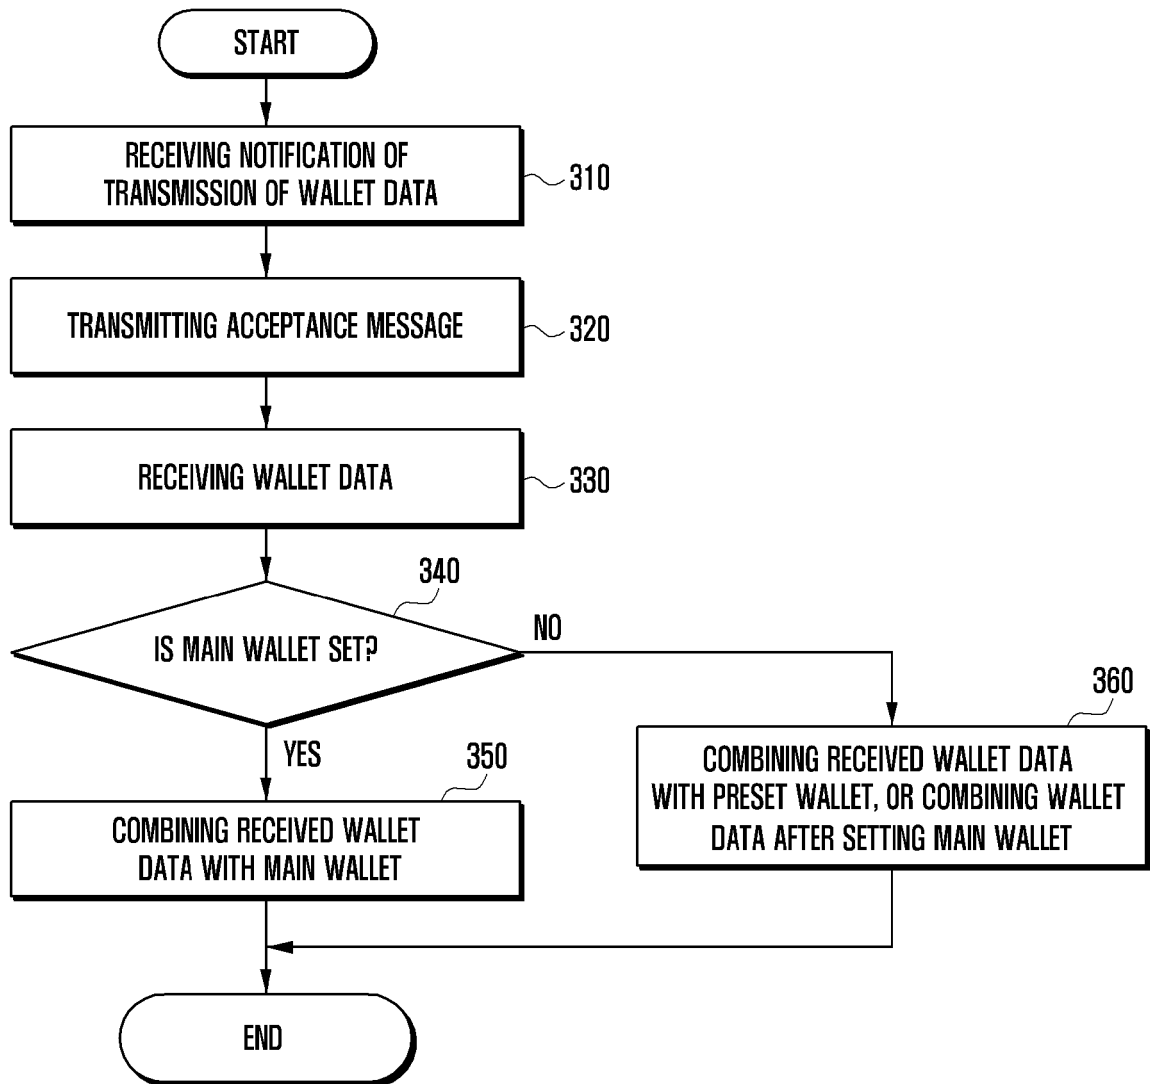 START
RECEIVING NOTIFICATION OF
TRANSMISSION OF WALLET DATA
310
TRANSMITTING ACCEPTANCE MESSAGE
320
RECEIVING WALLET DATA
330
340
IS MAIN WALLET SET?
NO
YES
350
COMBINING RECEIVED WALLET
DATA WITH MAIN WALLET
360
COMBINING RECEIVED WALLET DATA
WITH PRESET WALLET, OR COMBINING WALLET
DATA AFTER SETTING MAIN WALLET
END